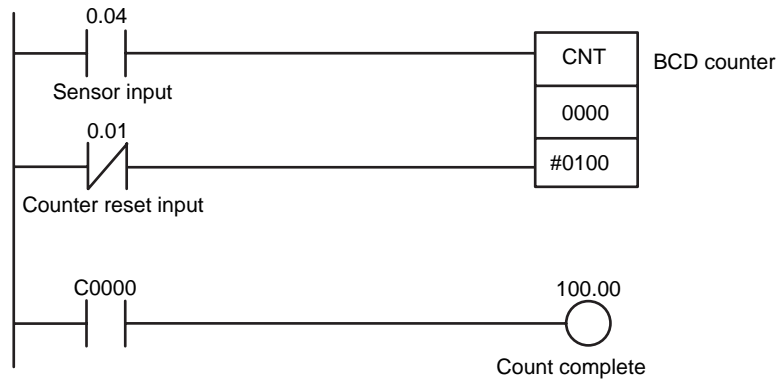 0.04
CNT
BCD counter
Sensor input
0000
0.01
#0100
Counter reset input
C0000
100.00
Count complete